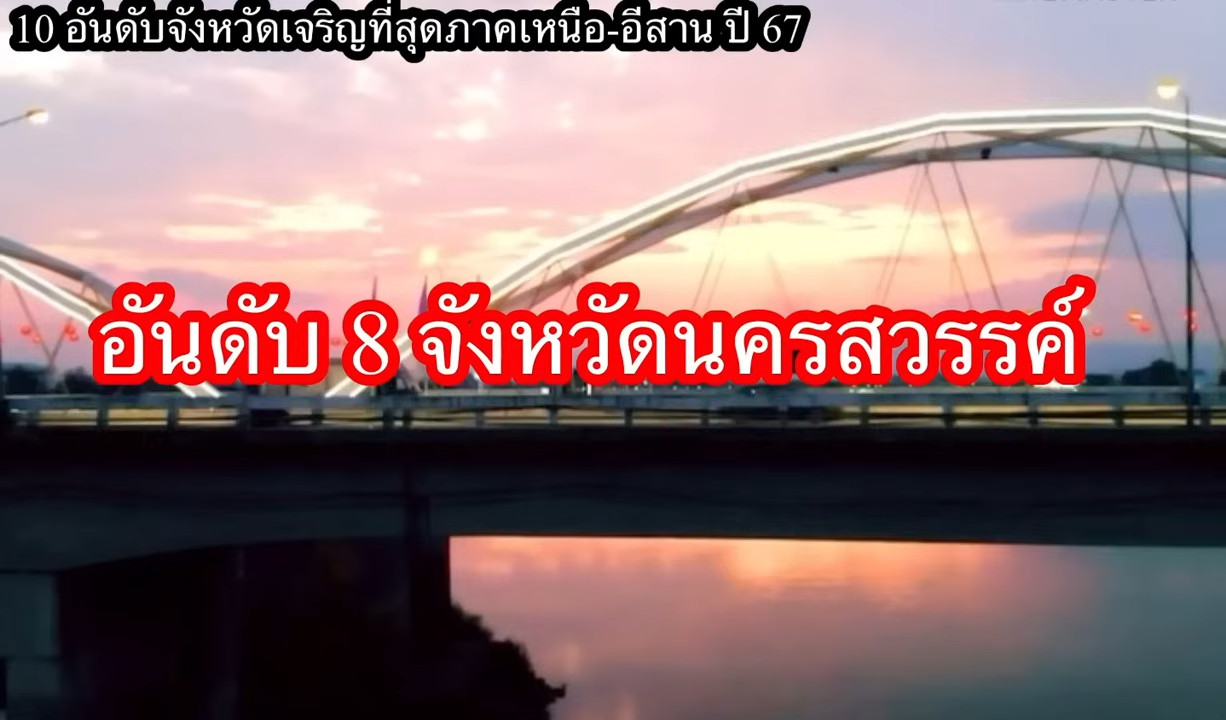 10 อันดับจังหวัดเจริญที่สุดภาคเหนือ-อีสาน ปี 67
อันดับ 8 จังหวัดนครสวรรค์